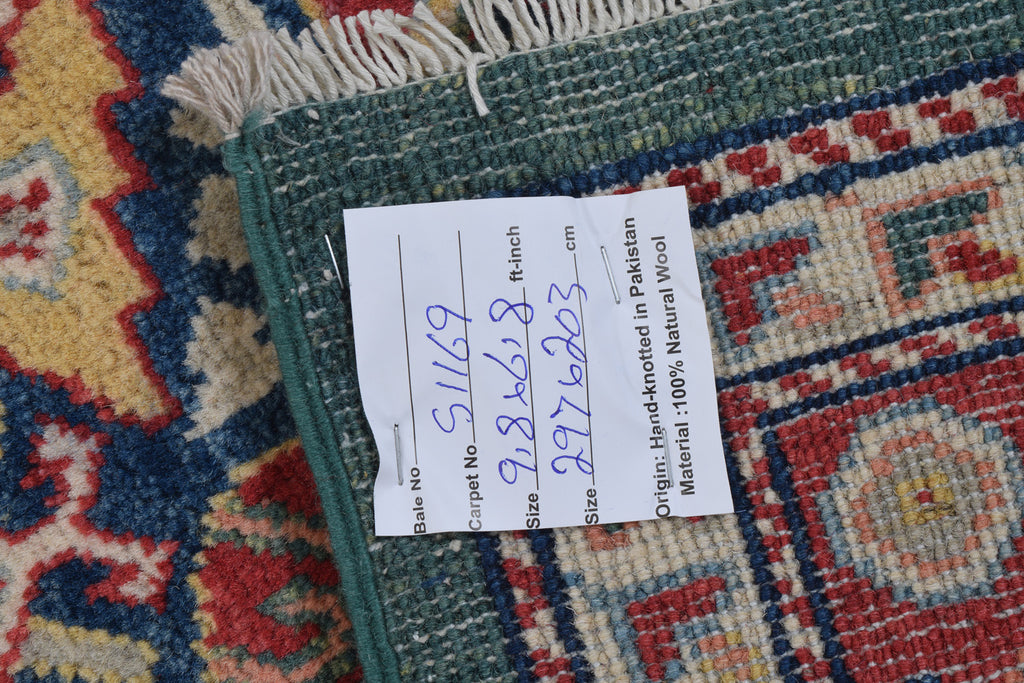 Bale No
Carpet No 51169
Size 9,8x6,8 ft-inch
Size 297x203 cm
Origin: Hand-knotted in Pakistan
Material :100% Natural Wool